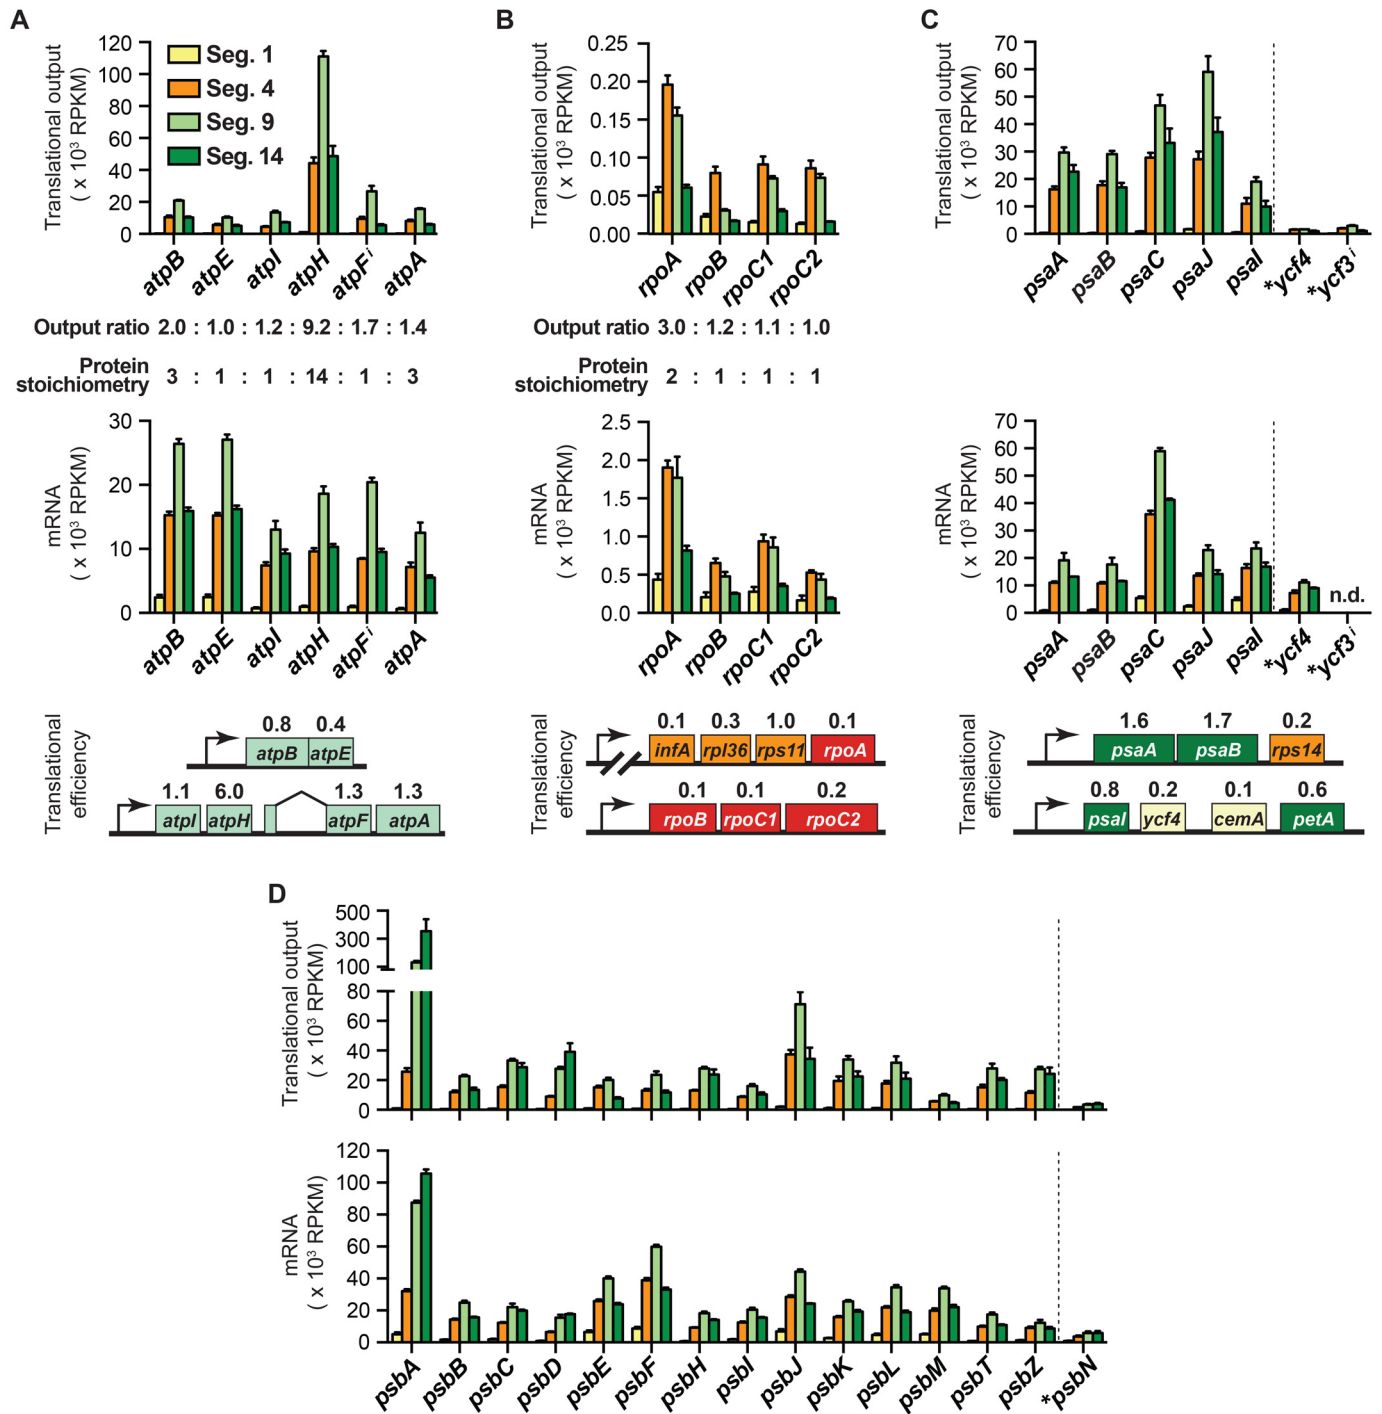 A
Translational output
( x 10³ RPKM)
120
100
80
60
40
20
0
Seg. 1
Seg. 4
Seg. 9
Seg. 14
atpB
atpE
atpI
atpH
atpFⁱ
atpA
Output ratio 2.0 : 1.0 : 1.2 : 9.2 : 1.7 : 1.4
Protein
stoichiometry 3 : 1 : 1 : 14 : 1 : 3
mRNA
( x 10³ RPKM)
30
20
10
0
atpB
atpE
atpI
atpH
atpFⁱ
atpA
Translational
efficiency
0.8 0.4
atpB atpE
1.1 6.0 1.3 1.3
atpI atpH atpF atpA
B
Translational output
( x 10³ RPKM)
0.25
0.20
0.15
0.10
0.05
0.00
rpoA
rpoB
rpoC1
rpoC2
Output ratio 3.0 : 1.2 : 1.1 : 1.0
Protein
stoichiometry 2 : 1 : 1 : 1
mRNA
( x 10³ RPKM)
2.5
2.0
1.5
1.0
0.5
0.0
rpoA
rpoB
rpoC1
rpoC2
Translational
efficiency
0.1 0.3 1.0 0.1
infA rpl36 rps11 rpoA
0.1 0.1 0.2
rpoB rpoC1 rpoC2
C
Translational output
( x 10³ RPKM)
70
60
50
40
30
20
10
0
psaA
psaB
psaC
psaJ
psaI
*ycf4
*ycf3ⁱ
mRNA
( x 10³ RPKM)
70
60
50
40
30
20
10
0
n.d.
psaA
psaB
psaC
psaJ
psaI
*ycf4
*ycf3ⁱ
Translational
efficiency
1.6 1.7 0.2
psaA psaB rps14
0.8 0.2 0.1 0.6
psaI ycf4 cemA petA
D
Translational output
( x 10³ RPKM)
500
300
100
80
60
40
20
0
mRNA
( x 10³ RPKM)
120
100
80
60
40
20
0
psbA
psbB
psbC
psbD
psbE
psbF
psbH
psbI
psbJ
psbK
psbL
psbM
psbT
psbZ
*psbN